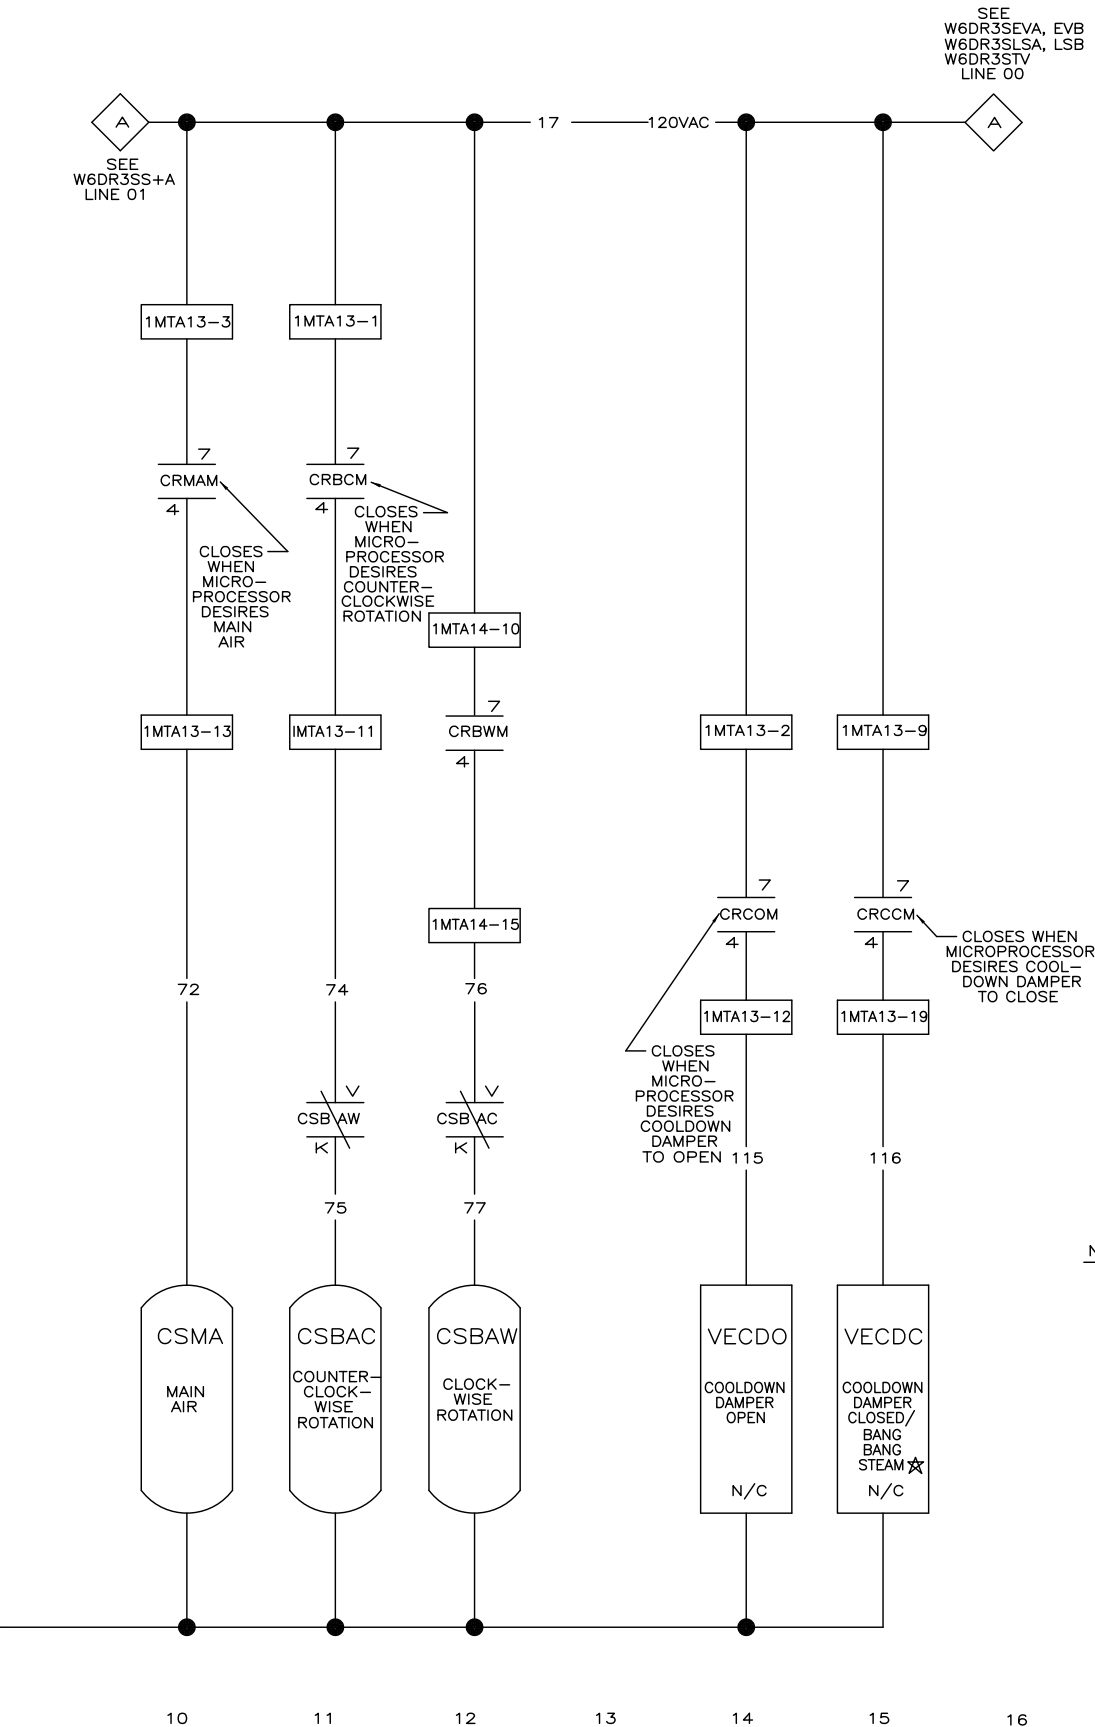 SEE
W6DR3SEVA, EVB
W6DR3SLSA, LSB
W6DR3STV
LINE 00
A
17
120VAC
A
SEE
W6DR3SS+A
LINE 01
1MTA13-3
1MTA13-1
7
CRMAM
4
7
CRBCM
4
CLOSES
WHEN
MICRO-
PROCESSOR
DESIRES
MAIN
AIR
CLOSES
WHEN
MICRO-
PROCESSOR
DESIRES
COUNTER-
CLOCKWISE
ROTATION
1MTA14-10
1MTA13-13
IMTA13-11
7
CRBWM
4
1MTA13-2
1MTA13-9
1MTA14-15
7
CRCOM
4
7
CRCCM
4
CLOSES WHEN
MICROPROCESSOR
DESIRES COOL-
DOWN DAMPER
TO CLOSE
72
74
76
1MTA13-12
1MTA13-19
CLOSES
WHEN
MICRO-
PROCESSOR
DESIRES
COOLDOWN
DAMPER
TO OPEN
V
CSB AW
K
V
CSB AC
K
115
116
75
77
N
CSMA
MAIN
AIR
CSBAC
COUNTER-
CLOCK-
WISE
ROTATION
CSBAW
CLOCK-
WISE
ROTATION
VECDO
COOLDOWN
DAMPER
OPEN
N/C
VECDC
COOLDOWN
DAMPER
CLOSED/
BANG
BANG
STEAM☆
N/C
10
11
12
13
14
15
16